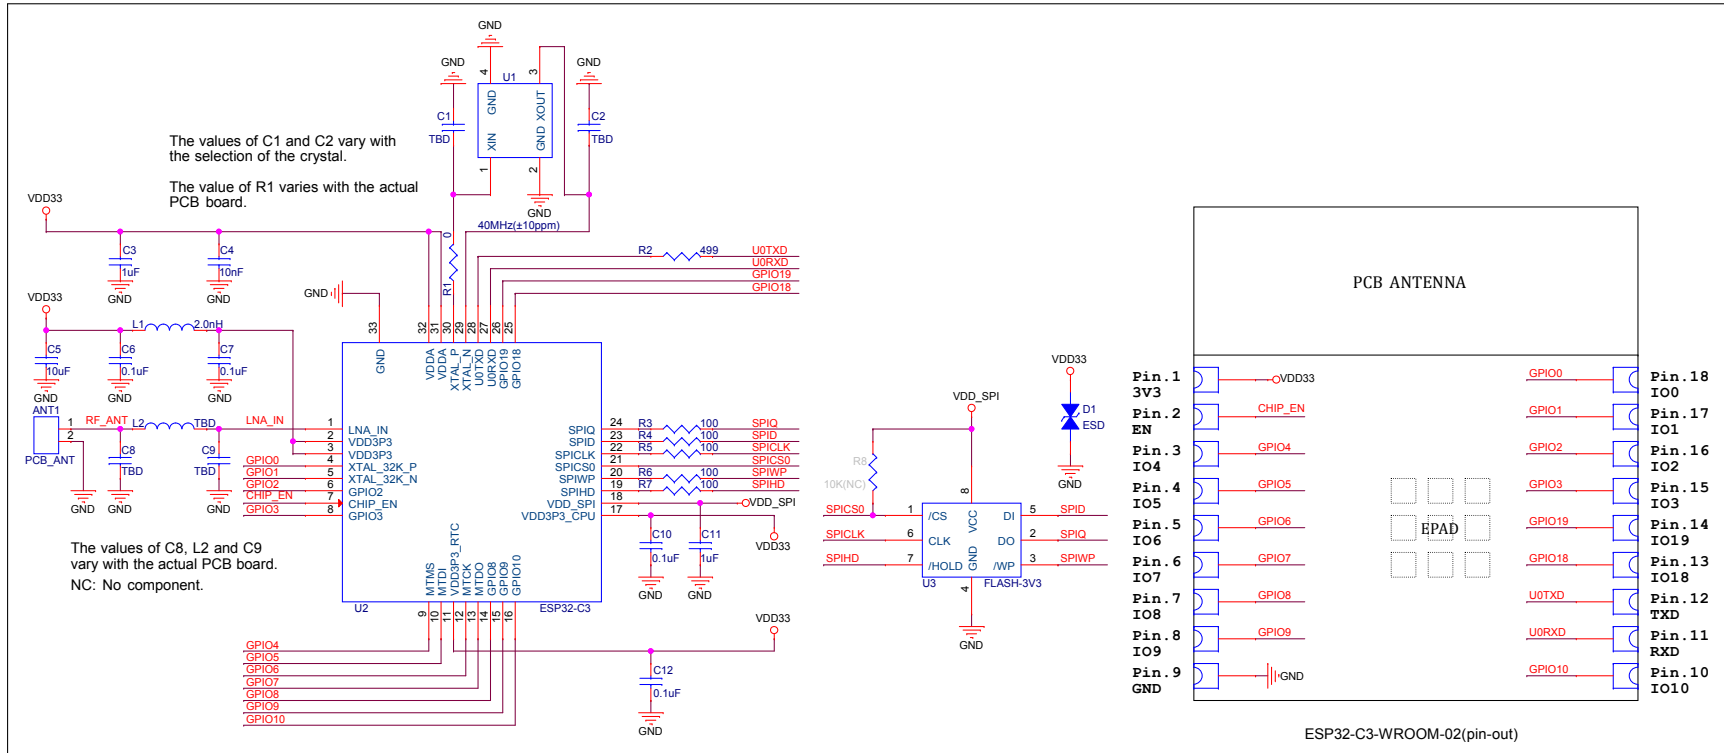 GND
GND
GND
4
3
U1
GND
XOUT
C1
TBD
C2
TBD
XIN
GND
1
2
GND
40MHz(±10ppm)
The values of C1 and C2 vary with
the selection of the crystal.
The value of R1 varies with the actual
PCB board.
VDD33
C3
1uF
GND
C4
10nF
GND
0
R1
R2
499
U0TXD
U0RXD
GPIO19
GPIO18
GND
VDD33
L1
2.0nH
C5
10uF
GND
C6
0.1uF
GND
C7
0.1uF
GND
33
32
31
30
29
28
27
26
25
GND
VDDA
VDDA
XTAL_P
XTAL_N
U0TXD
U0RXD
GPIO19
GPIO18
ANT1
1
2
PCB_ANT
RF_ANT
L2
TBD
LNA_IN
C8
TBD
GND
C9
TBD
GND
GND
GPIO0
GPIO1
GPIO2
CHIP_EN
GPIO3
1
2
3
4
5
6
7
8
LNA_IN
VDD3P3
VDD3P3
XTAL_32K_P
XTAL_32K_N
GPIO2
CHIP_EN
GPIO3
SPIQ
SPID
SPICLK
SPICS0
SPIWP
SPIHD
VDD_SPI
VDD3P3_CPU
24
23
22
21
20
19
18
17
R3
100
SPIQ
R4
100
SPID
R5
100
SPICLK
SPICS0
R6
100
SPIWP
R7
100
SPIHD
VDD_SPI
C10
0.1uF
GND
C11
1uF
GND
VDD33
The values of C8, L2 and C9
vary with the actual PCB board.
NC: No component.
MTMS
MTDI
VDD3P3_RTC
MTCK
MTDO
GPIO8
GPIO9
GPIO10
U2
ESP32-C3
9
10
11
12
13
14
15
16
GPIO4
GPIO5
GPIO6
GPIO7
GPIO8
GPIO9
GPIO10
VDD33
C12
0.1uF
GND
VDD_SPI
R8
10K(NC)
SPICS0
SPICLK
SPIHD
1
6
7
8
/CS
CLK
/HOLD
VCC
GND
DI
DO
/WP
5
2
3
SPID
SPIQ
SPIWP
U3
4
FLASH-3V3
GND
VDD33
D1
ESD
GND
PCB ANTENNA
EPAD
Pin.1
3V3
VDD33
Pin.2
EN
CHIP_EN
Pin.3
IO4
GPIO4
Pin.4
IO5
GPIO5
Pin.5
IO6
GPIO6
Pin.6
IO7
GPIO7
Pin.7
IO8
GPIO8
Pin.8
IO9
GPIO9
Pin.9
GND
GND
GPIO0
Pin.18
IO0
GPIO1
Pin.17
IO1
GPIO2
Pin.16
IO2
GPIO3
Pin.15
IO3
GPIO19
Pin.14
IO19
GPIO18
Pin.13
IO18
U0TXD
Pin.12
TXD
U0RXD
Pin.11
RXD
GPIO10
Pin.10
IO10
ESP32-C3-WROOM-02(pin-out)